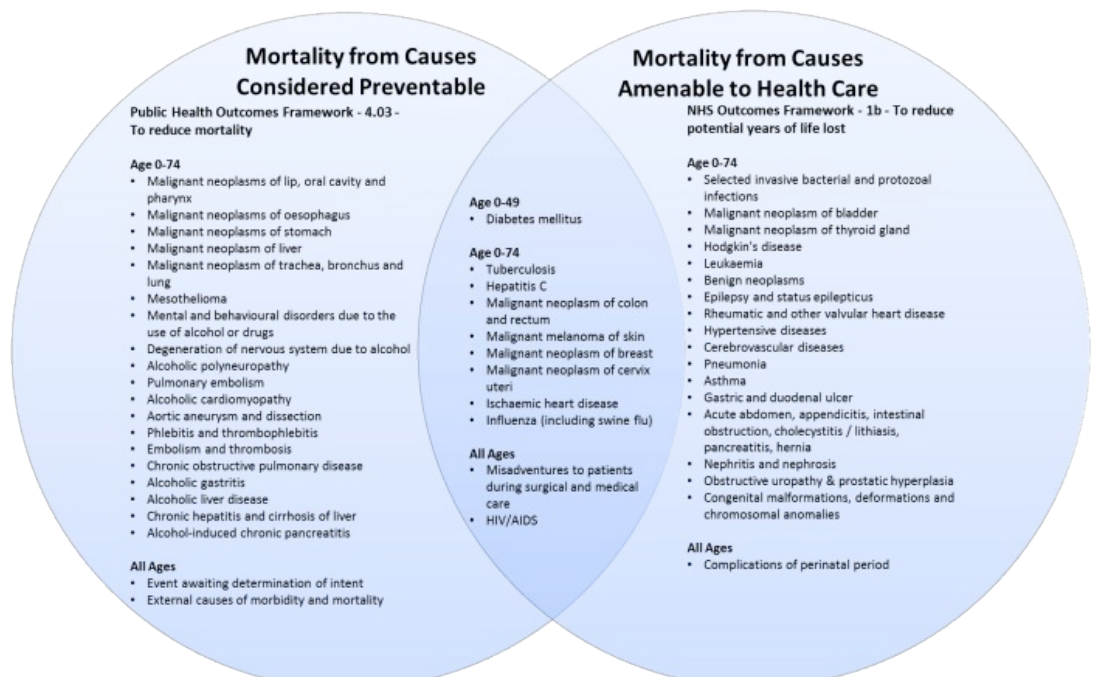 Mortality from Causes
Considered Preventable
Public Health Outcomes Framework - 4.03 -
To reduce mortality
Age 0-74
• Malignant neoplasms of lip, oral cavity and
pharynx
• Malignant neoplasms of oesophagus
• Malignant neoplasms of stomach
• Malignant neoplasm of liver
• Malignant neoplasm of trachea, bronchus and
lung
• Mesothelioma
• Mental and behavioural disorders due to the
use of alcohol or drugs
• Degeneration of nervous system due to alcohol
• Alcoholic polyneuropathy
• Pulmonary embolism
• Alcoholic cardiomyopathy
• Aortic aneurysm and dissection
• Phlebitis and thrombophlebitis
• Embolism and thrombosis
• Chronic obstructive pulmonary disease
• Alcoholic gastritis
• Alcoholic liver disease
• Chronic hepatitis and cirrhosis of liver
• Alcohol-induced chronic pancreatitis
All Ages
• Event awaiting determination of intent
• External causes of morbidity and mortality
Age 0-49
• Diabetes mellitus
Age 0-74
• Tuberculosis
• Hepatitis C
• Malignant neoplasm of colon
and rectum
• Malignant melanoma of skin
• Malignant neoplasm of breast
• Malignant neoplasm of cervix
uteri
• Ischaemic heart disease
• Influenza (including swine flu)
All Ages
• Misadventures to patients
during surgical and medical
care
• HIV/AIDS
Mortality from Causes
Amenable to Health Care
NHS Outcomes Framework - 1b - To reduce
potential years of life lost
Age 0-74
• Selected invasive bacterial and protozoal
infections
• Malignant neoplasm of bladder
• Malignant neoplasm of thyroid gland
• Hodgkin's disease
• Leukaemia
• Benign neoplasms
• Epilepsy and status epilepticus
• Rheumatic and other valvular heart disease
• Hypertensive diseases
• Cerebrovascular diseases
• Pneumonia
• Asthma
• Gastric and duodenal ulcer
• Acute abdomen, appendicitis, intestinal
obstruction, cholecystitis / lithiasis,
pancreatitis, hernia
• Nephritis and nephrosis
• Obstructive uropathy & prostatic hyperplasia
• Congenital malformations, deformations and
chromosomal anomalies
All Ages
• Complications of perinatal period